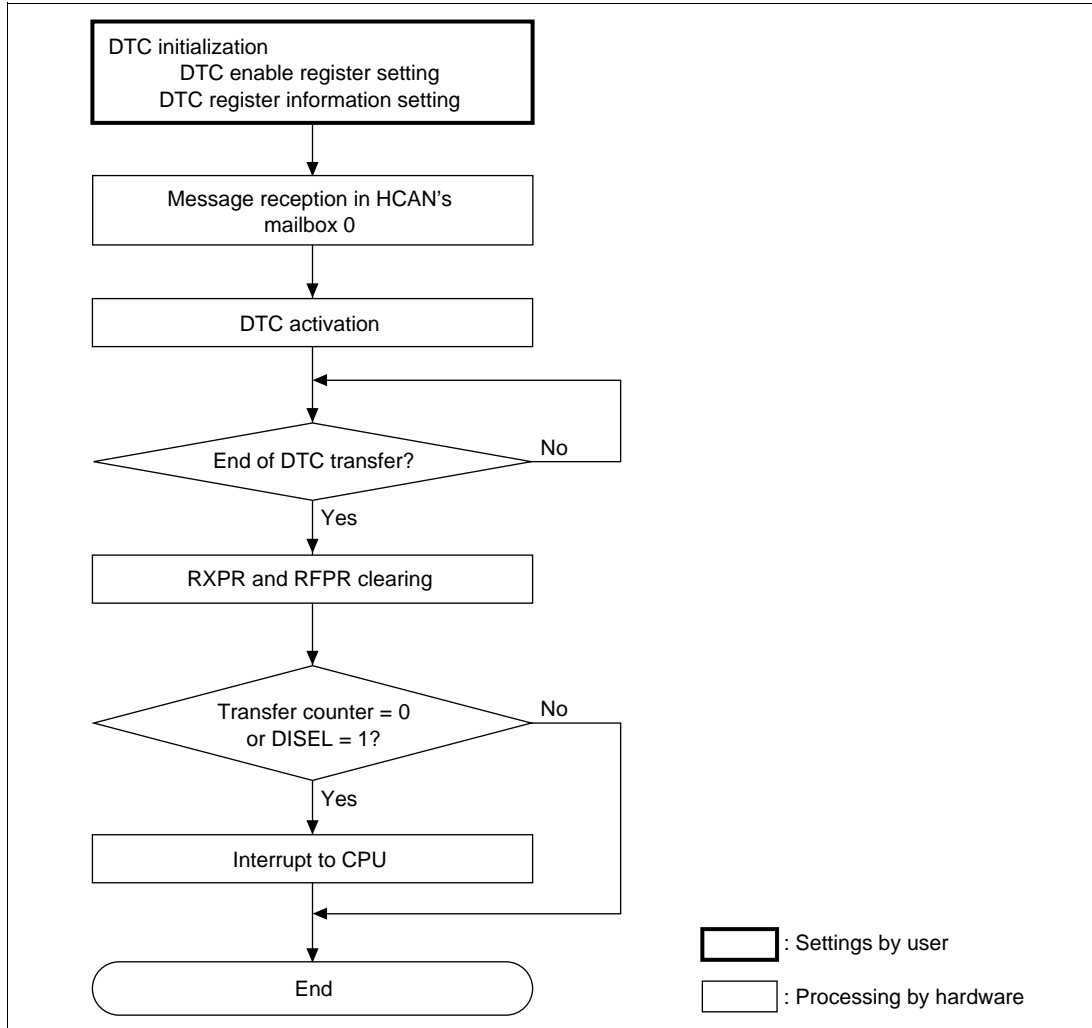 DTC initialization
DTC enable register setting
DTC register information setting
Message reception in HCAN’s
mailbox 0
DTC activation
End of DTC transfer?
No
Yes
RXPR and RFPR clearing
Transfer counter = 0
or DISEL = 1?
No
Yes
Interrupt to CPU
End
: Settings by user
: Processing by hardware